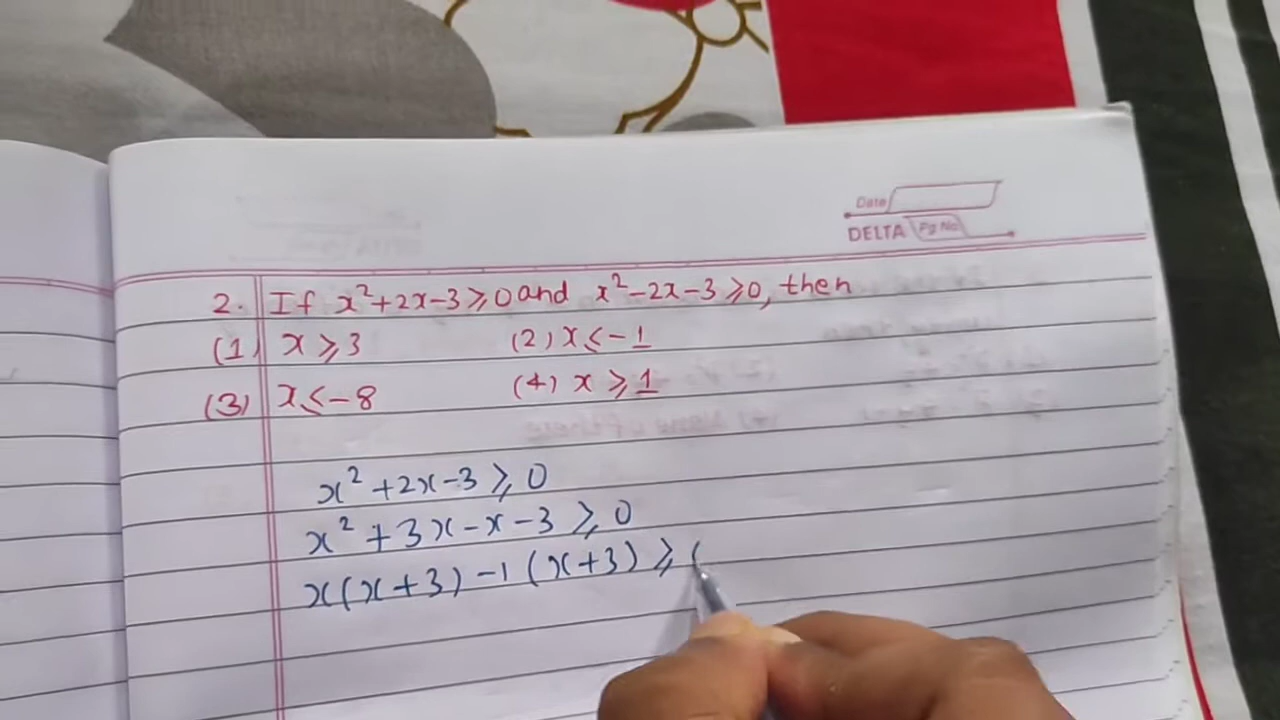 Date
DELTA Pg No.
2. If x²+2x-3⩾0 and x²-2x-3⩾0, then
(1) x⩾3 (2) x⩽-1
(3) x⩽-8 (4) x⩾1
x²+2x-3⩾0
x²+3x-x-3⩾0
x(x+3)-1(x+3)⩾